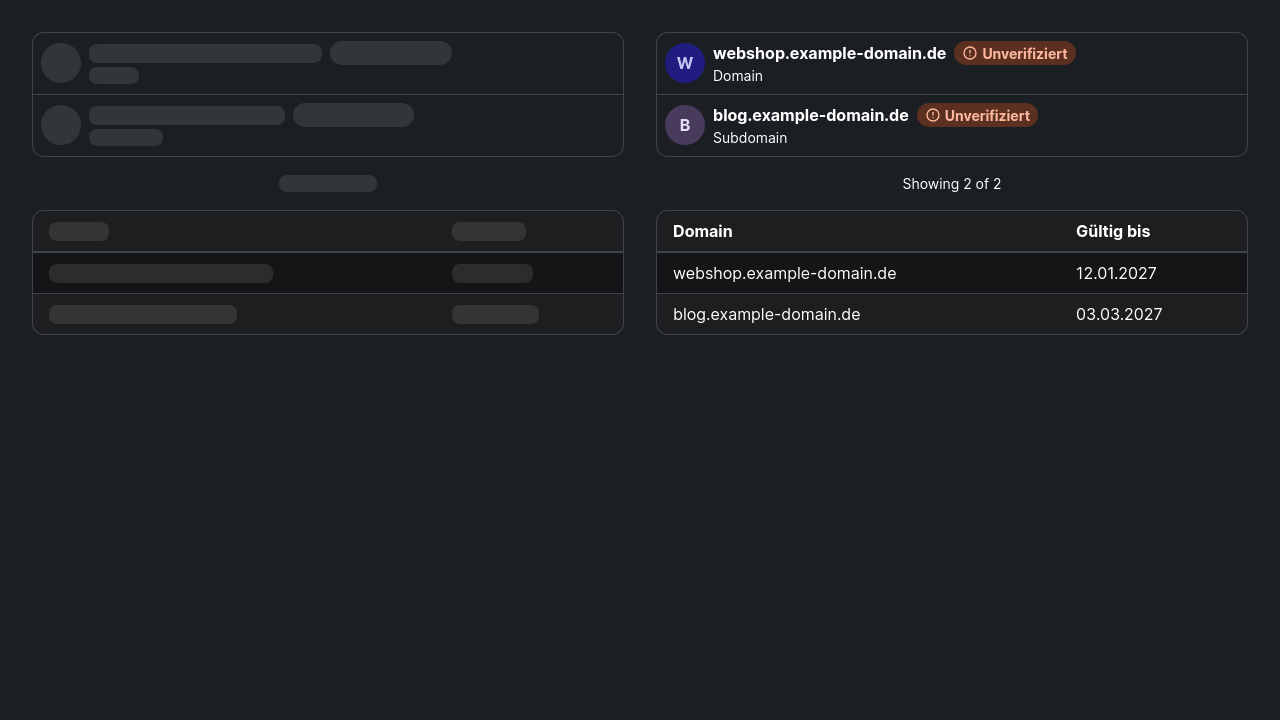 W
webshop.example-domain.de Unverifiziert
Domain
B
blog.example-domain.de Unverifiziert
Subdomain
Showing 2 of 2
Domain Gültig bis
webshop.example-domain.de 12.01.2027
blog.example-domain.de 03.03.2027